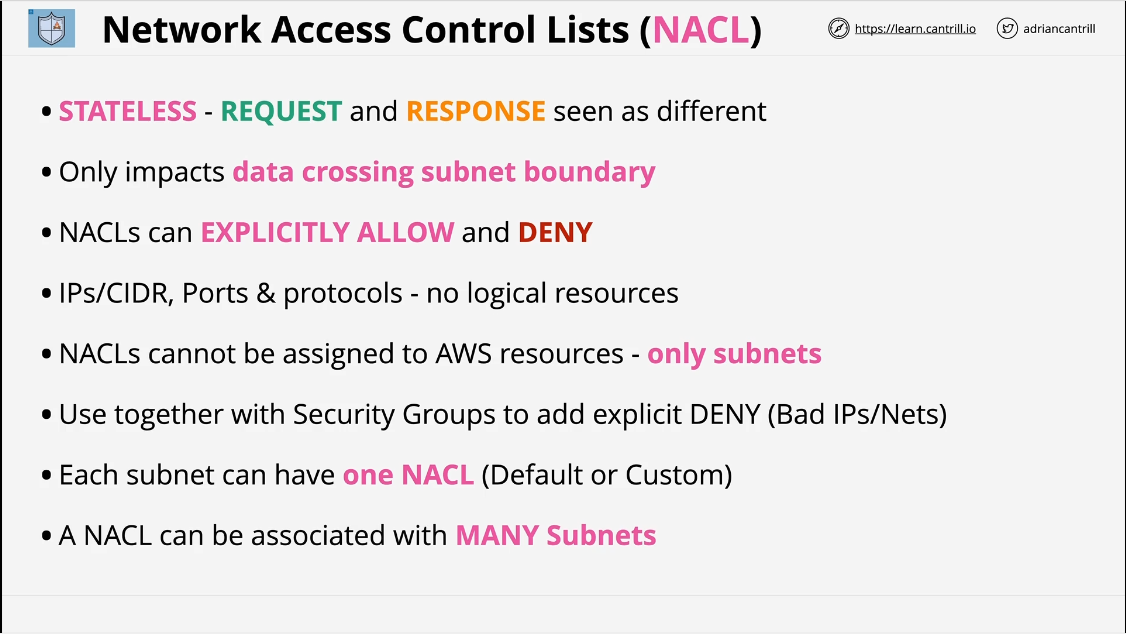 Network Access Control Lists (NACL)
https://learn.cantrill.io
adriancantrill
• STATELESS - REQUEST and RESPONSE seen as different
• Only impacts data crossing subnet boundary
• NACLs can EXPLICITLY ALLOW and DENY
• IPs/CIDR, Ports & protocols - no logical resources
• NACLs cannot be assigned to AWS resources - only subnets
• Use together with Security Groups to add explicit DENY (Bad IPs/Nets)
• Each subnet can have one NACL (Default or Custom)
• A NACL can be associated with MANY Subnets